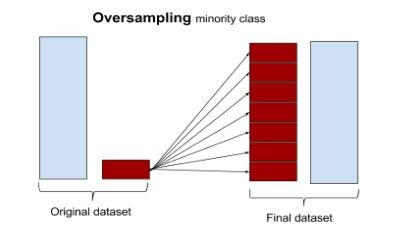 Oversampling minority class
Original dataset
Final dataset